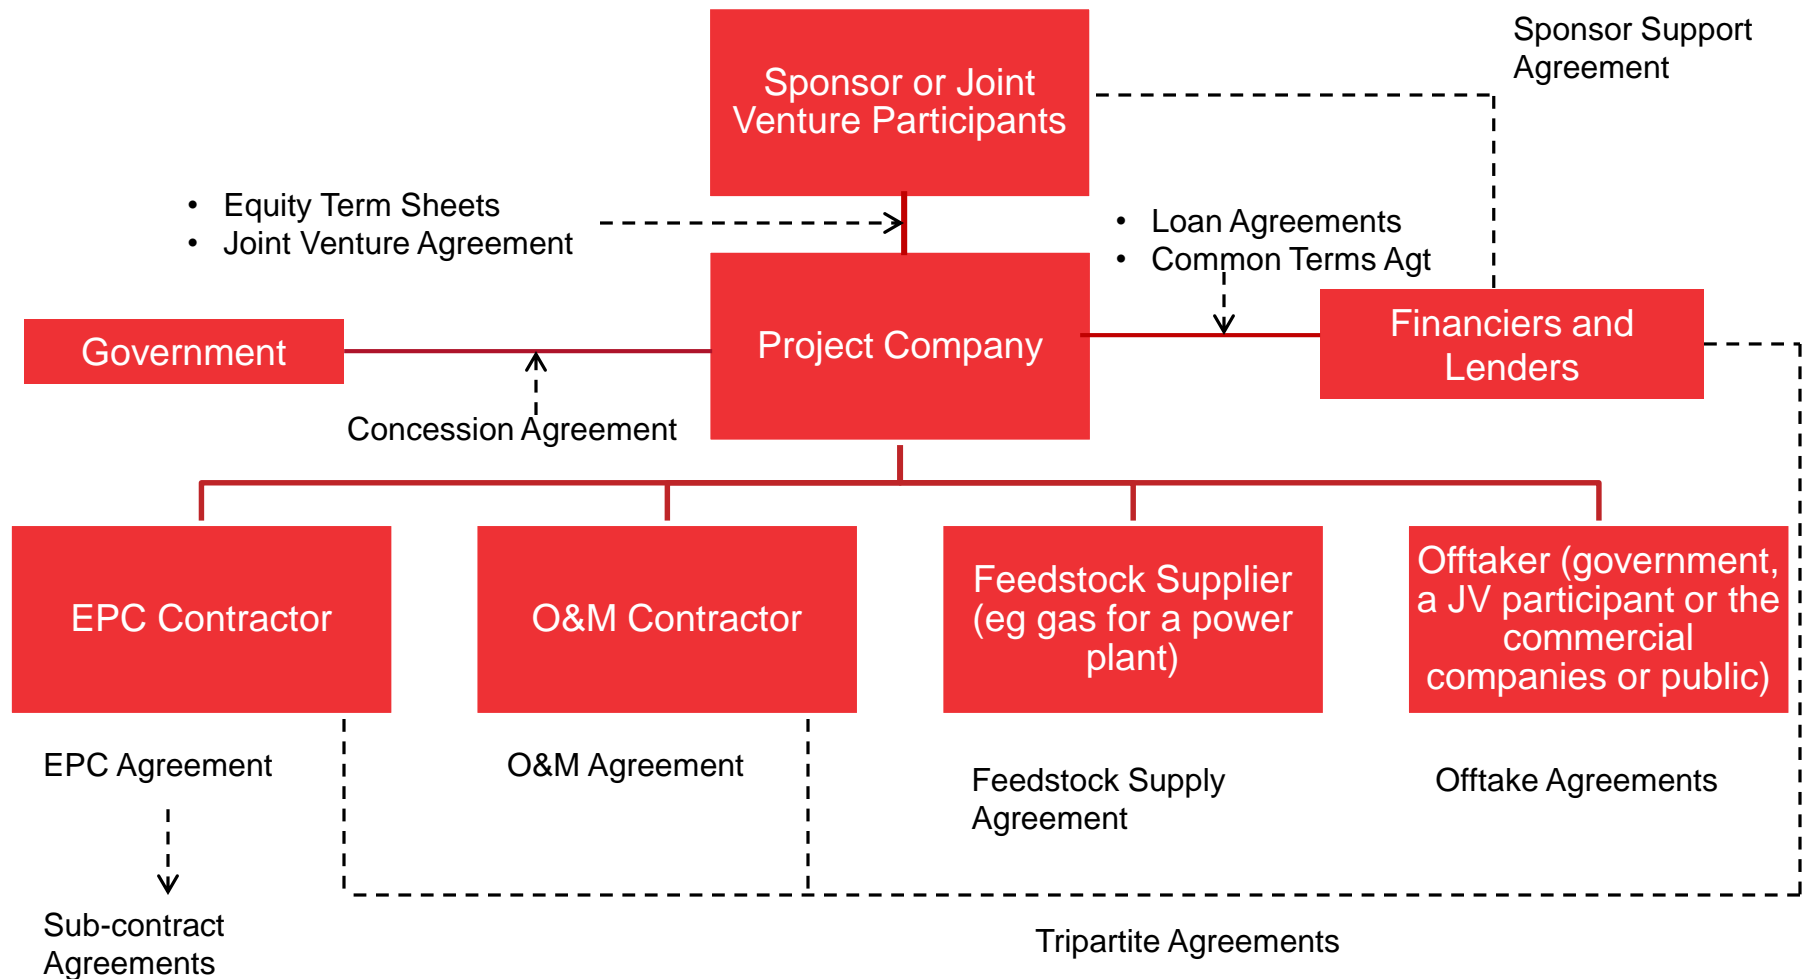 Sponsor Support
Agreement
Sponsor or Joint
Venture Participants
• Equity Term Sheets
• Joint Venture Agreement
• Loan Agreements
• Common Terms Agt
Government
Project Company
Financiers and
Lenders
Concession Agreement
EPC Contractor
O&M Contractor
Feedstock Supplier
(eg gas for a power
plant)
Offtaker (government,
a JV participant or the
commercial
companies or public)
EPC Agreement
O&M Agreement
Feedstock Supply
Agreement
Offtake Agreements
Sub-contract
Agreements
Tripartite Agreements